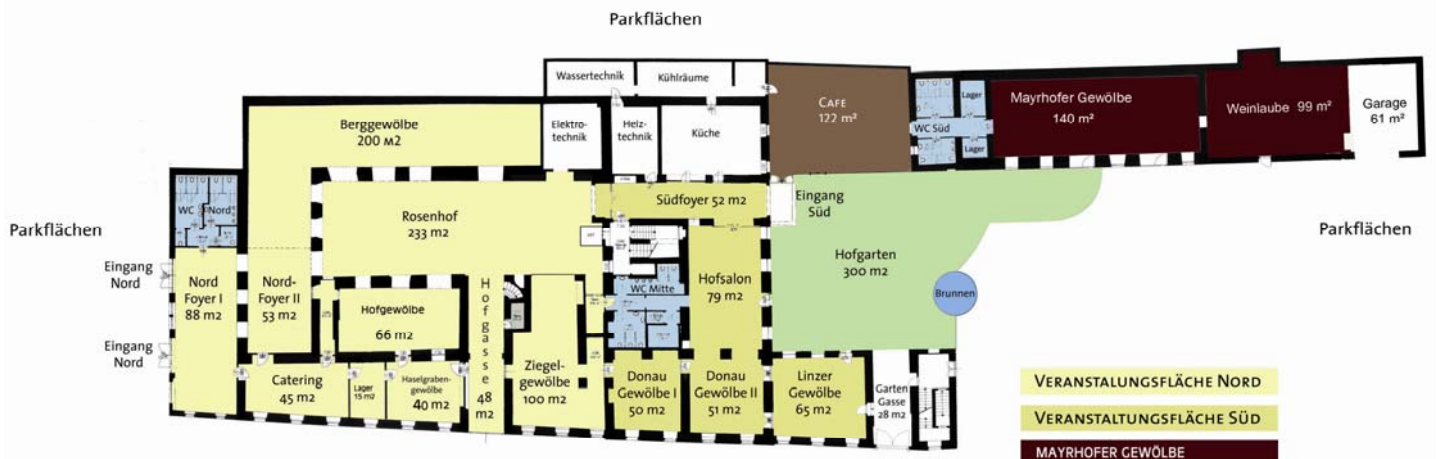 Parkflächen
Wassertechnik
Kühlräume
Berggewölbe
200 M2
Elektro-
technik
Heiz-
technik
Küche
CAFE
122 m²
WC Süd
Lager
Lager
Mayrhofer Gewölbe
140 m²
Weinlaube 99 m²
Garage
61 m²
WC
Nord
Parkflächen
Rosenhof
233 m2
Südfoyer 52 m2
Eingang
Süd
Parkflächen
Eingang
Nord
Nord
Foyer I
88 m2
Nord-
Foyer II
53 m2
Hofgewölbe
66 m2
Hofgasse
48
m2
WC Mitte
Hofsalon
79 m2
Hofgarten
300 m2
Brunnen
Eingang
Nord
Catering
45 m2
Lager
15 m2
Haselgraben-
gewölbe
40 m2
Ziegel-
gewölbe
100 m2
Donau
Gewölbe I
50 m2
Donau
Gewölbe II
51 m2
Linzer
Gewölbe
65 m2
Garten
Gasse
28 m2
VERANSTALUNGSFLÄCHE NORD
VERANSTALTUNGSFLÄCHE SÜD
MAYRHOFER GEWÖLBE